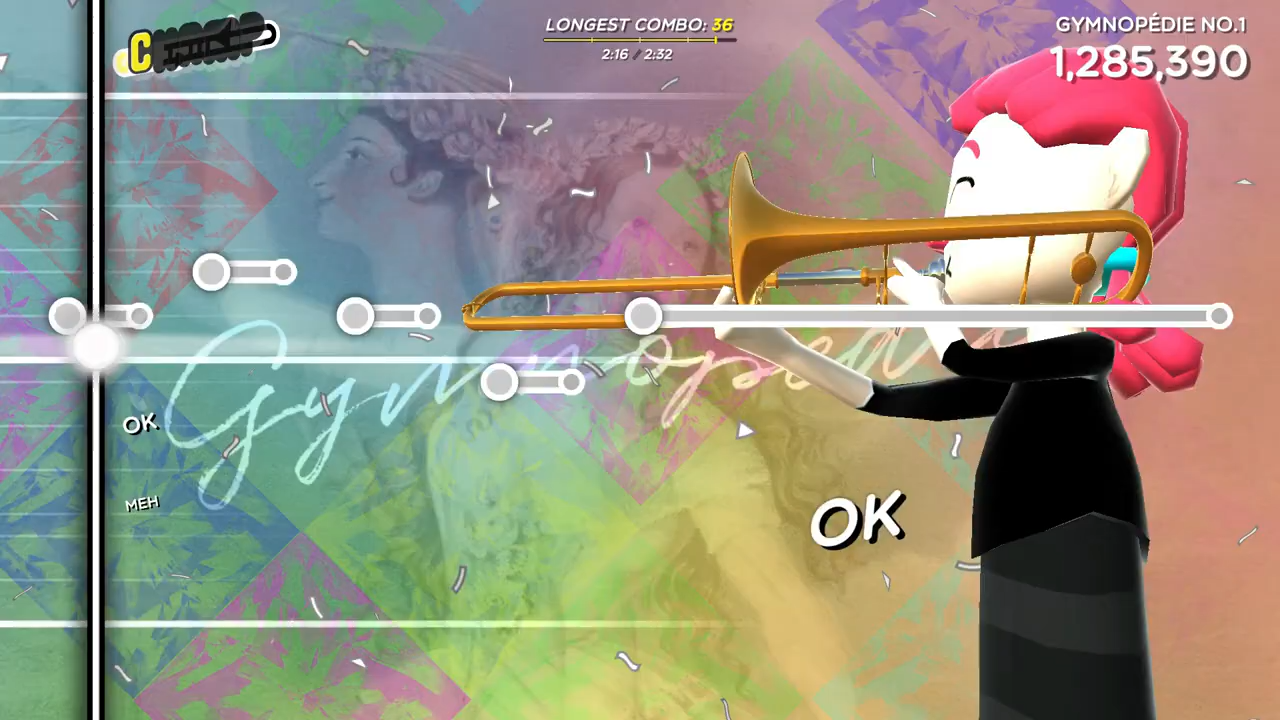 C
LONGEST COMBO: 36
2:16 / 2:32
GYMNOPÉDIE NO.1
1,285,390
Gymnopédie
OK
MEH
OK